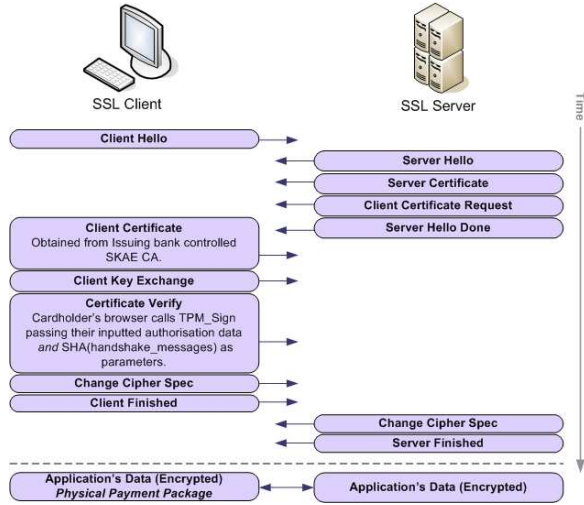 SSL Client
SSL Server
Time
Client Hello
Server Hello
Server Certificate
Client Certificate Request
Server Hello Done
Client Certificate
Obtained from Issuing bank controlled
SKAE CA.
Client Key Exchange
Certificate Verify
Cardholder's browser calls TPM_Sign
passing their inputted authorisation data
and SHA(handshake_messages) as
parameters.
Change Cipher Spec
Client Finished
Change Cipher Spec
Server Finished
Application's Data (Encrypted)
Physical Payment Package
Application's Data (Encrypted)